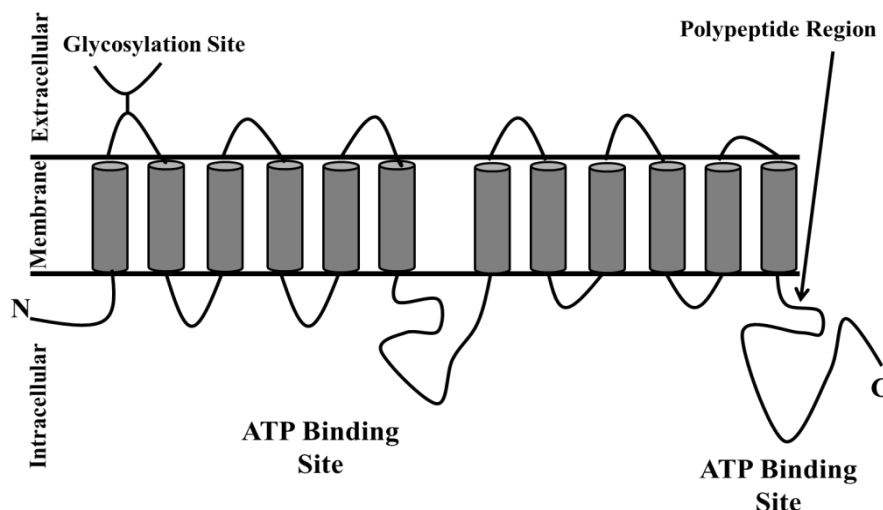 Polypeptide Region
Glycosylation Site
Extracellular
Membrane
Intracellular
N
C
ATP Binding
Site
ATP Binding
Site